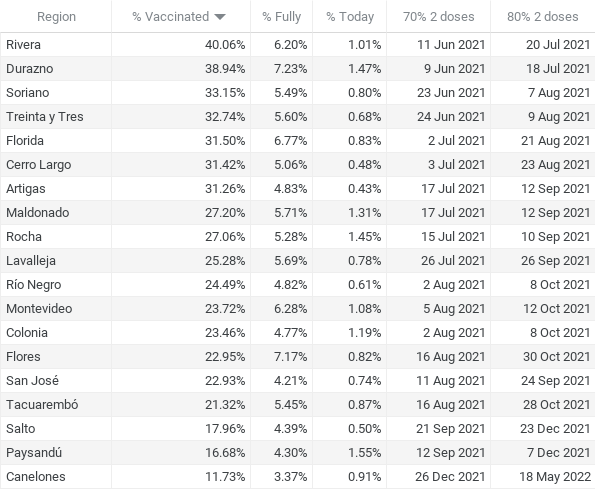 Region % Vaccinated % Fully % Today 70% 2 doses 80% 2 doses
Rivera 40.06% 6.20% 1.01% 11 Jun 2021 20 Jul 2021
Durazno 38.94% 7.23% 1.47% 9 Jun 2021 18 Jul 2021
Soriano 33.15% 5.49% 0.80% 23 Jun 2021 7 Aug 2021
Treinta y Tres 32.74% 5.60% 0.68% 24 Jun 2021 9 Aug 2021
Florida 31.50% 6.77% 0.83% 2 Jul 2021 21 Aug 2021
Cerro Largo 31.42% 5.06% 0.48% 3 Jul 2021 23 Aug 2021
Artigas 31.26% 4.83% 0.43% 17 Jul 2021 12 Sep 2021
Maldonado 27.20% 5.71% 1.31% 17 Jul 2021 12 Sep 2021
Rocha 27.06% 5.28% 1.45% 15 Jul 2021 10 Sep 2021
Lavalleja 25.28% 5.69% 0.78% 26 Jul 2021 26 Sep 2021
Río Negro 24.49% 4.82% 0.61% 2 Aug 2021 8 Oct 2021
Montevideo 23.72% 6.28% 1.08% 5 Aug 2021 12 Oct 2021
Colonia 23.46% 4.77% 1.19% 2 Aug 2021 8 Oct 2021
Flores 22.95% 7.17% 0.82% 16 Aug 2021 30 Oct 2021
San José 22.93% 4.21% 0.74% 11 Aug 2021 24 Sep 2021
Tacuarembó 21.32% 5.45% 0.87% 16 Aug 2021 28 Oct 2021
Salto 17.96% 4.39% 0.50% 21 Sep 2021 23 Dec 2021
Paysandú 16.68% 4.30% 1.55% 12 Sep 2021 7 Dec 2021
Canelones 11.73% 3.37% 0.91% 26 Dec 2021 18 May 2022